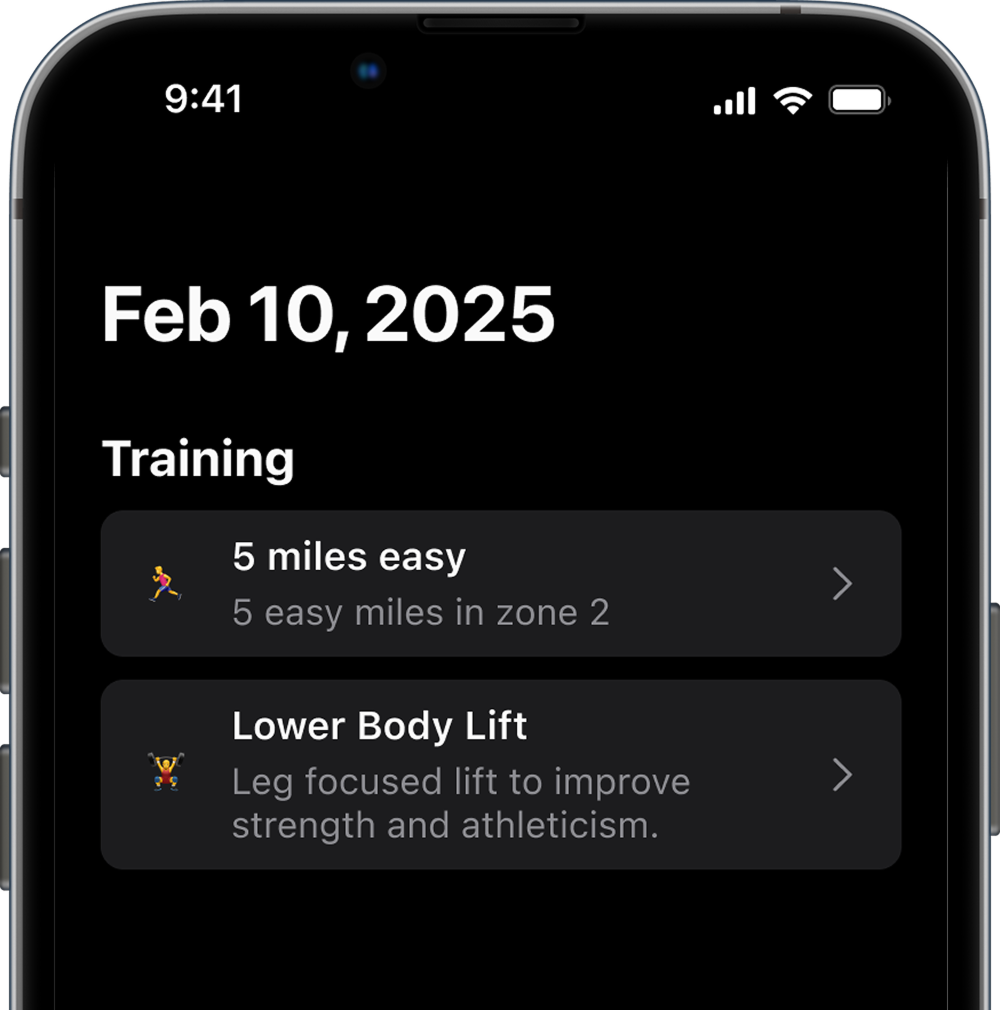 9:41
Feb 10, 2025
Training
5 miles easy
5 easy miles in zone 2
Lower Body Lift
Leg focused lift to improve
strength and athleticism.